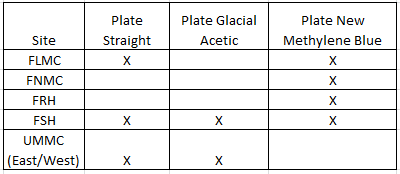 Site Plate Straight Plate Glacial Acetic Plate New Methylene Blue
FLMC X X
FNMC X
FRH X
FSH X X X
UMMC (East/West) X X